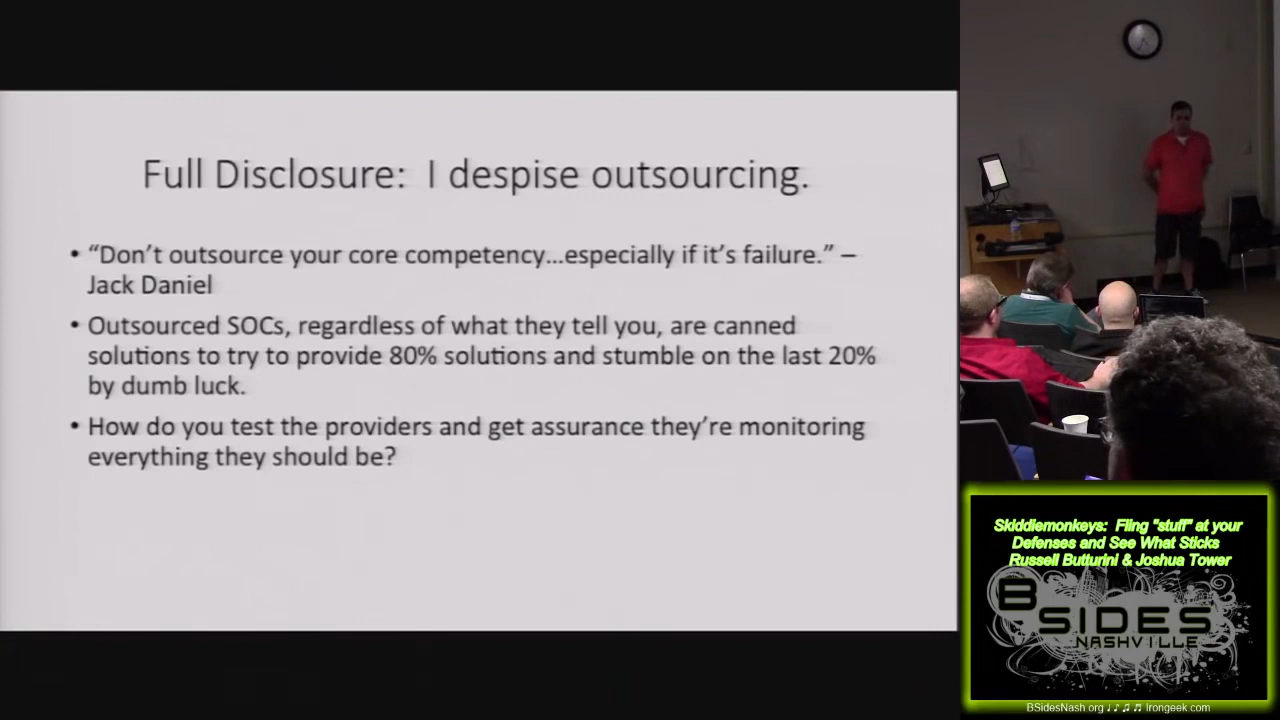 Full Disclosure: I despise outsourcing.
• “Don’t outsource your core competency...especially if it’s failure.” –
Jack Daniel
• Outsourced SOCs, regardless of what they tell you, are canned
solutions to try to provide 80% solutions and stumble on the last 20%
by dumb luck.
• How do you test the providers and get assurance they’re monitoring
everything they should be?
Skiddiemonkeys: Fling "stuff" at your
Defenses and See What Sticks
Russell Butturini & Joshua Tower
BSIDES
NASHVILLE
BSidesNash.org ♩♪♫♬ Irongeek.com